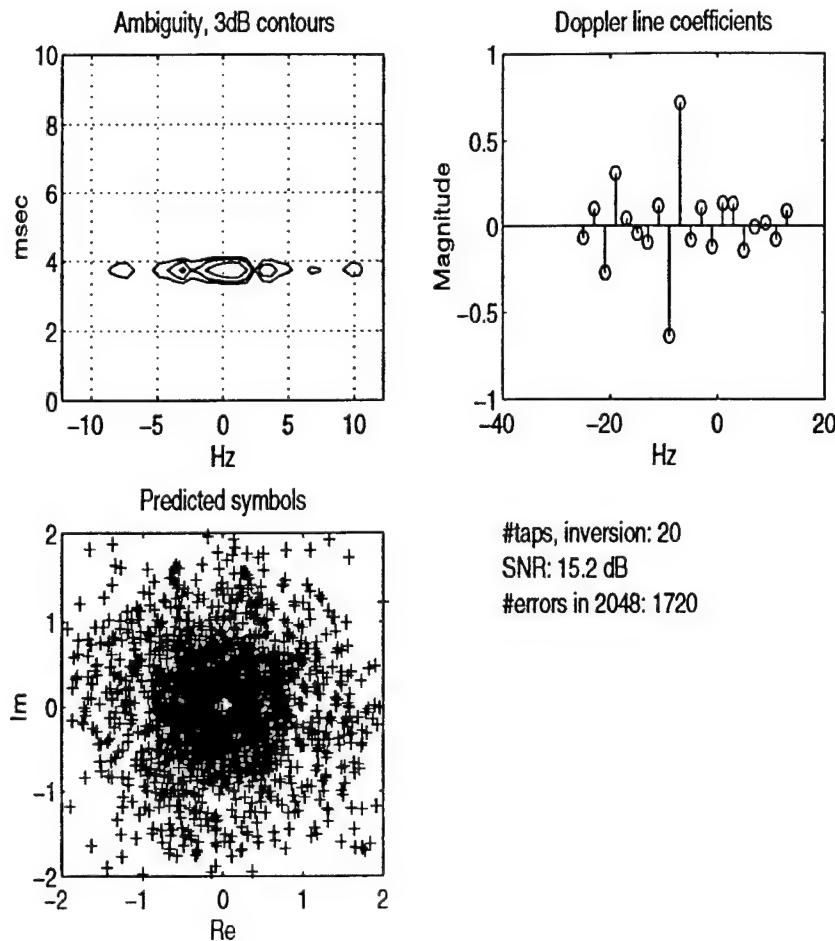 Ambiguity, 3dB contours
10
8
6
4
2
0
msec
-10
-5
0
5
10
Hz
Doppler line coefficients
1
0.5
0
-0.5
-1
Magnitude
-40
-20
0
20
Hz
Predicted symbols
2
1
0
-1
-2
Im
-2
-1
0
1
2
Re
#taps, inversion: 20
SNR: 15.2 dB
#errors in 2048: 1720